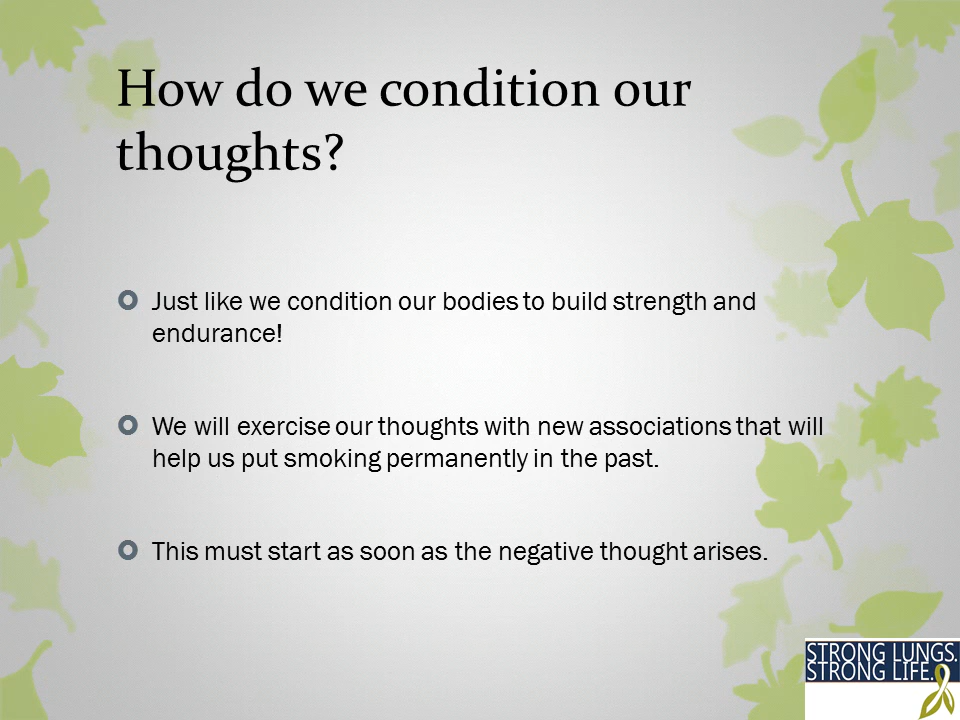 How do we condition our
thoughts?
Just like we condition our bodies to build strength and
endurance!
We will exercise our thoughts with new associations that will
help us put smoking permanently in the past.
This must start as soon as the negative thought arises.
STRONG LUNGS.
STRONG LIFE.